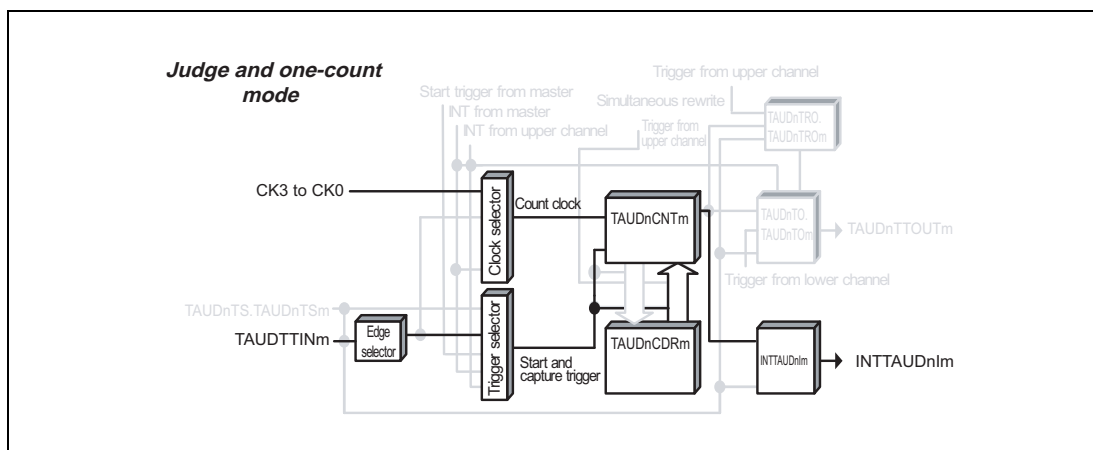 Judge and one-count
mode
Trigger from upper channel
Start trigger from master
Simultaneous rewrite
INT from master
INT from upper channel
Trigger from
upper channel
TAUDnTRO.
TAUDnTROm
CK3 to CK0
Clock selector
Count clock
TAUDnCNTm
TAUDnTO.
TAUDnTOm
TAUDnTTOUTm
Trigger from lower channel
TAUDnTS.TAUDnTSm
TAUDTTINm
Edge
selector
Trigger selector
Start and
capture trigger
TAUDnCDRm
INTTAUDnIm
INTTAUDnIm